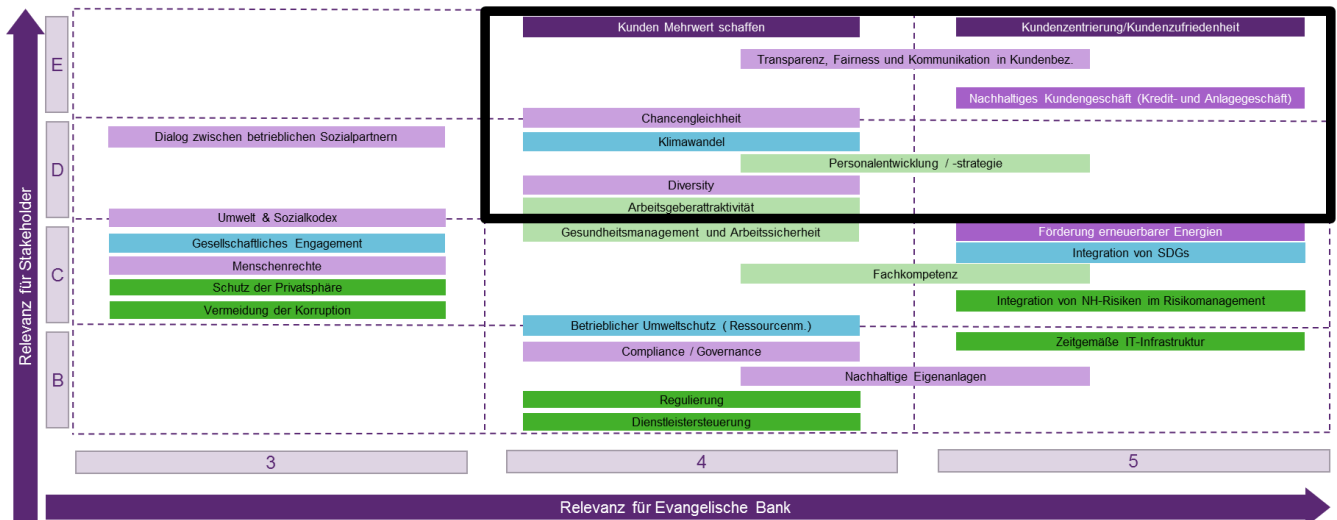 Relevanz für Stakeholder
E
Kunden Mehrwert schaffen
Kundenzentrierung/Kundenzufriedenheit
Transparenz, Fairness und Kommunikation in Kundenbez.
Nachhaltiges Kundengeschäft (Kredit- und Anlagegeschäft)
Chancengleichheit
D
Dialog zwischen betrieblichen Sozialpartnern
Klimawandel
Personalentwicklung / -strategie
Diversity
Arbeitgeberattraktivität
Umwelt & Sozialkodex
C
Gesundheitsmanagement und Arbeitssicherheit
Förderung erneuerbarer Energien
Gesellschaftliches Engagement
Integration von SDGs
Menschenrechte
Fachkompetenz
Schutz der Privatsphäre
Integration von NH-Risiken im Risikomanagement
Vermeidung der Korruption
B
Betrieblicher Umweltschutz ( Ressourcenm.)
Zeitgemäße IT-Infrastruktur
Compliance / Governance
Nachhaltige Eigenanlagen
Regulierung
Dienstleistersteuerung
3
4
5
Relevanz für Evangelische Bank